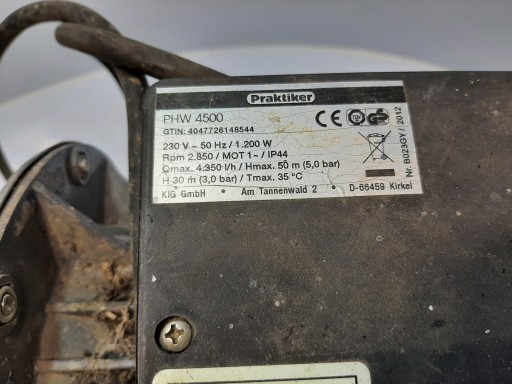 Praktiker
PHW 4500
GTIN: 4047726148544
230 V ~ 50 Hz / 1.200 W
Rpm 2.850 / MOT 1~ / IP44
Qmax. 4.350 l/h / Hmax. 50 m (5,0 bar)
H 30 m (3,0 bar) / Tmax. 35 °C
KIG GmbH • Am Tannenwald 2 • D-66459 Kirkel
CE
Nr. B023GY / 2012